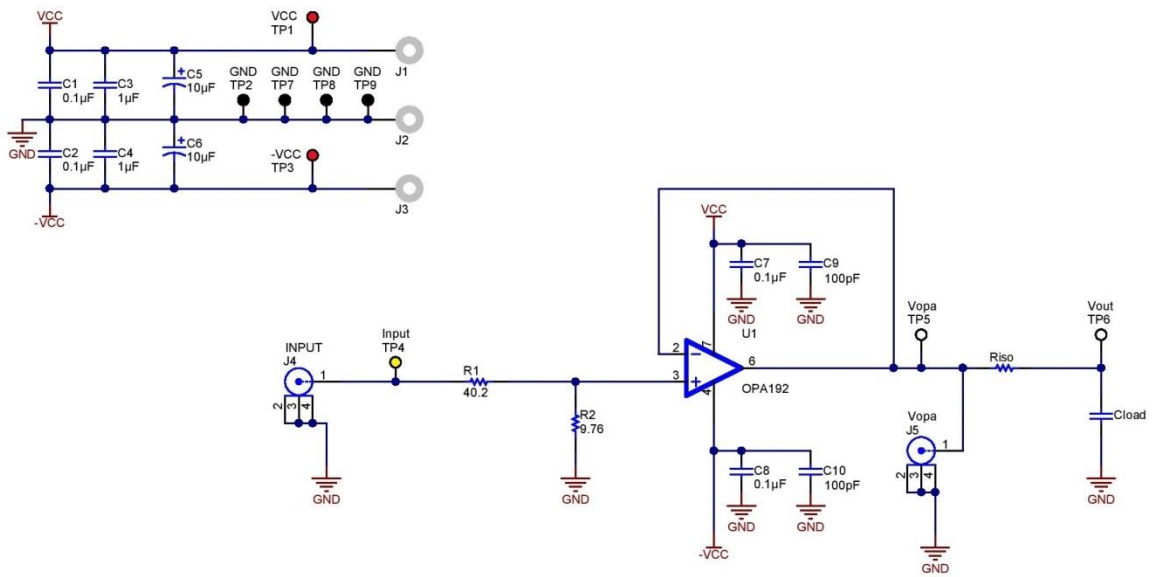 VCC
VCC
TP1
J1
C1
0.1µF
C3
1µF
C5
10µF
+
GND
TP2
GND
TP7
GND
TP8
GND
TP9
J2
GND
C2
0.1µF
C4
1µF
C6
10µF
+
-VCC
TP3
J3
-VCC
VCC
C7
0.1µF
GND
C9
100pF
GND
U1
INPUT
J4
1
2
3
4
GND
Input
TP4
R1
40.2
R2
9.76
GND
2
3
7
4
6
OPA192
Vopa
TP5
Riso
Vout
TP6
Cload
GND
Vopa
J5
1
2
3
4
GND
C8
0.1µF
GND
C10
100pF
GND
-VCC